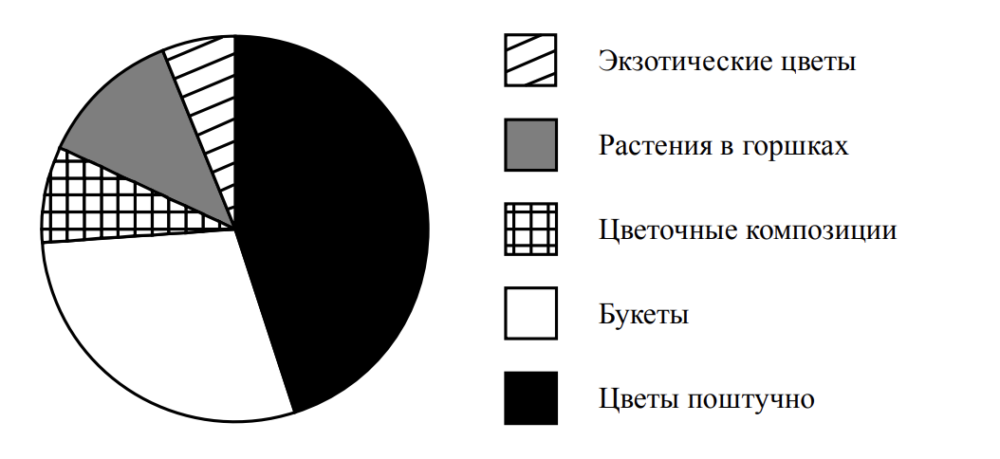 Экзотические цветы
Растения в горшках
Цветочные композиции
Букеты
Цветы поштучно